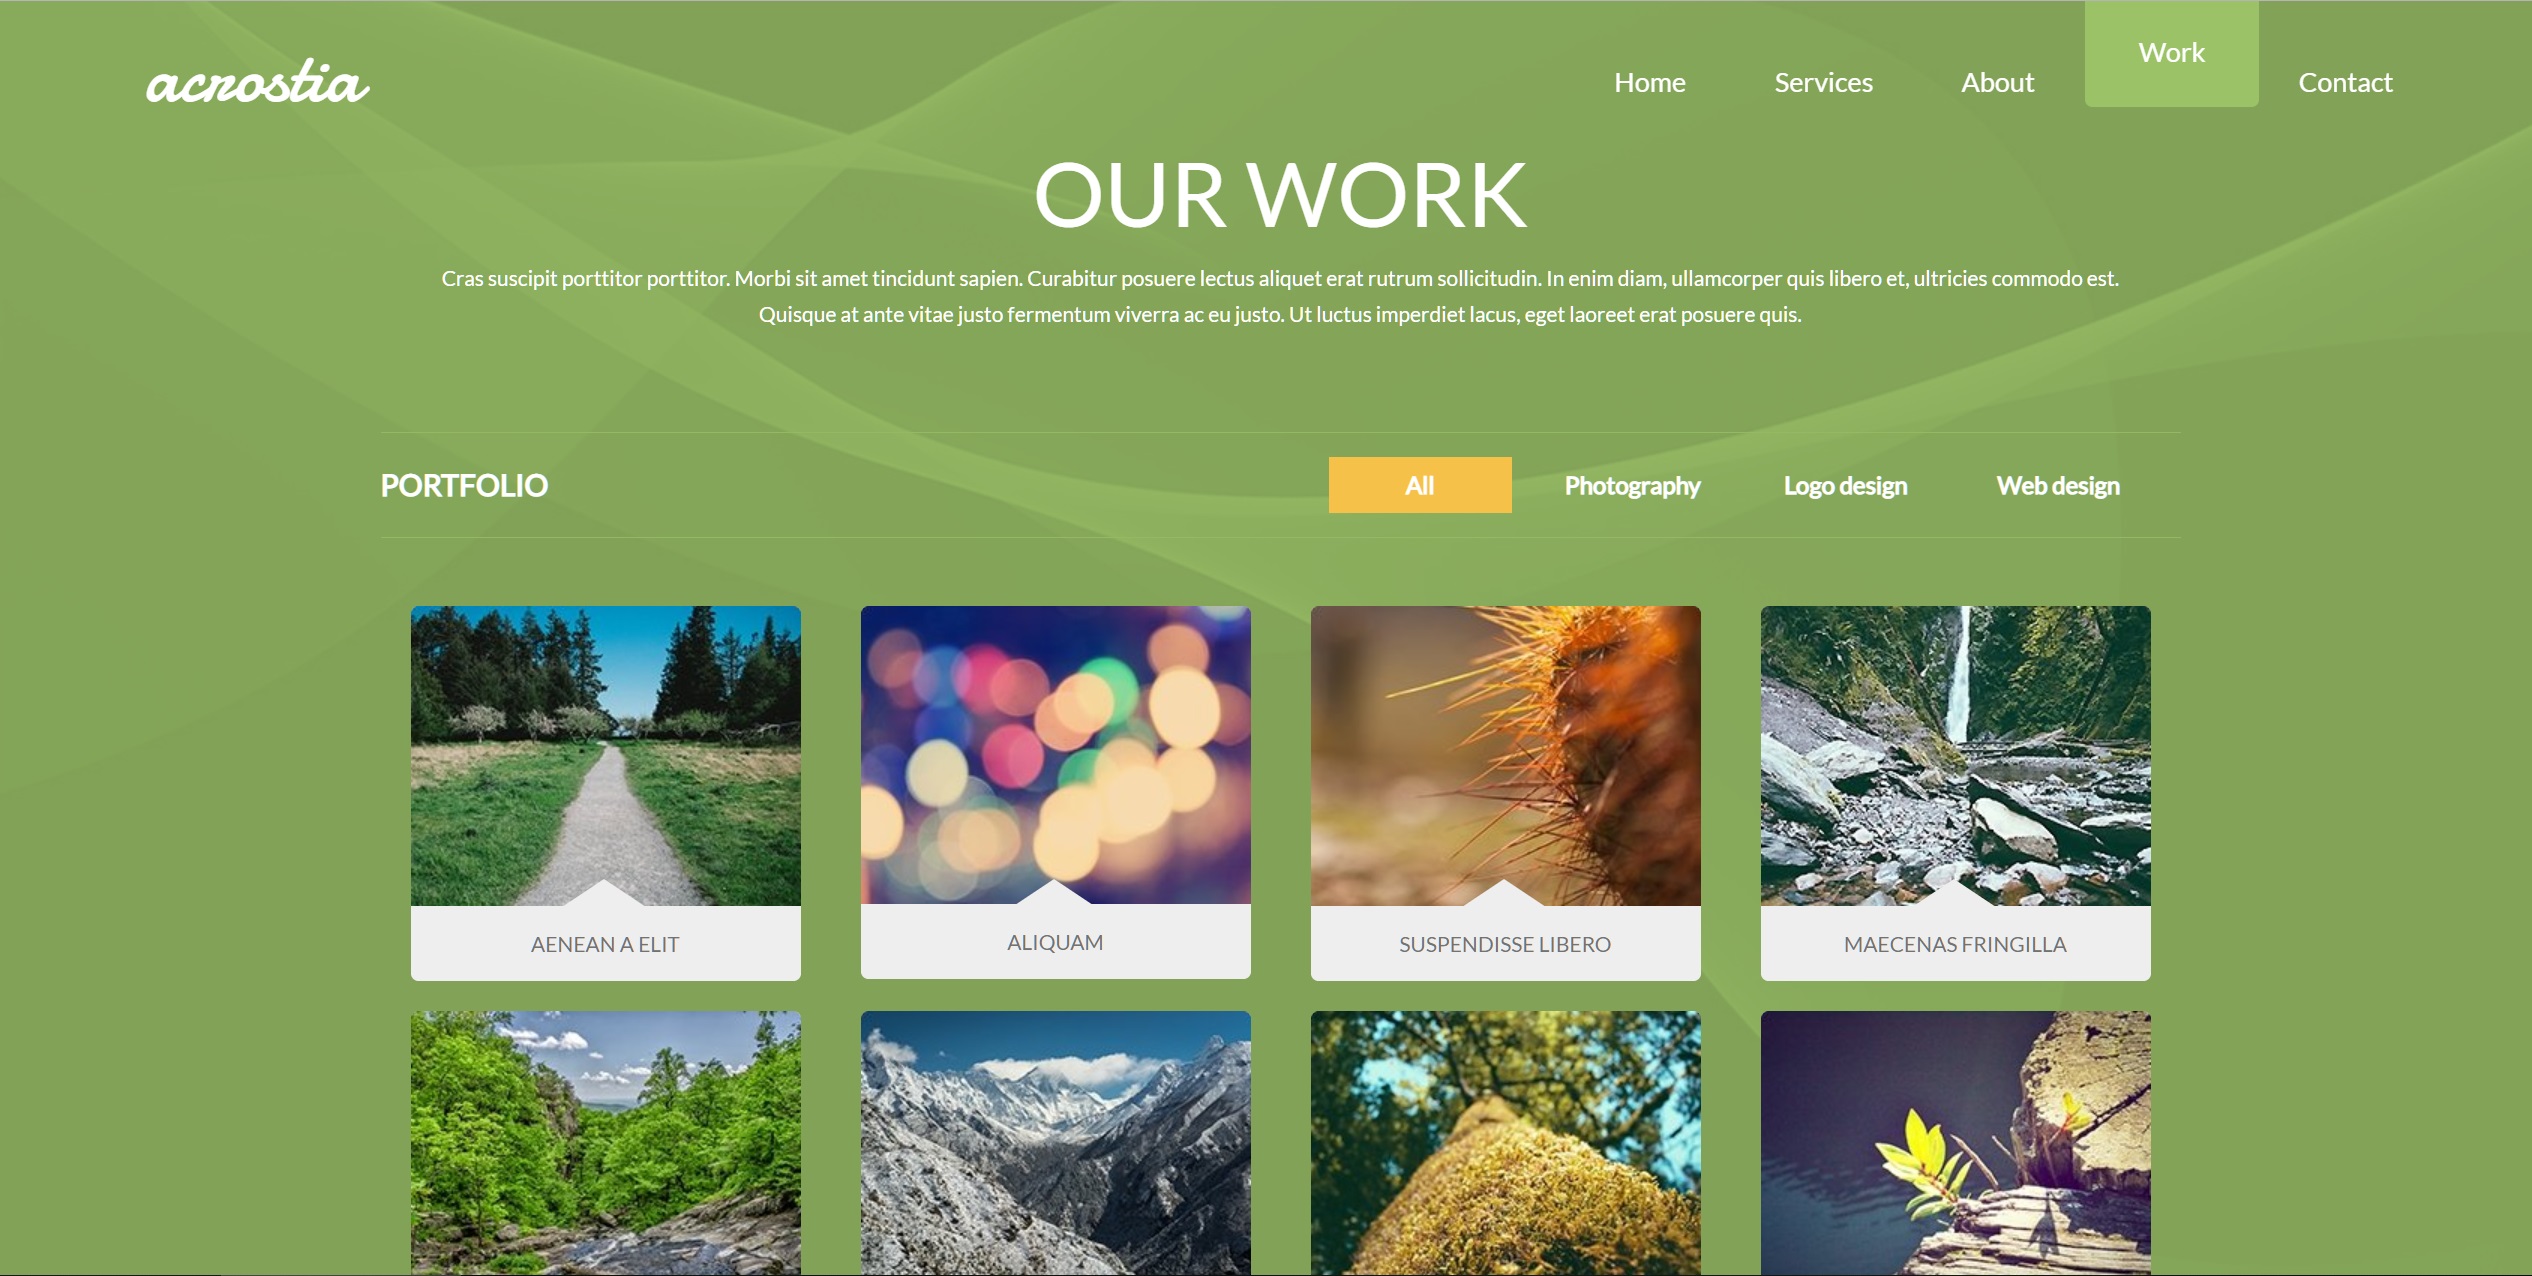 acrostia
Home
Services
About
Work
Contact
OUR WORK
Cras suscipit porttitor porttitor. Morbi sit amet tincidunt sapien. Curabitur posuere lectus aliquet erat rutrum sollicitudin. In enim diam, ullamcorper quis libero et, ultricies commodo est.
Quisque at ante vitae justo fermentum viverra ac eu justo. Ut luctus imperdiet lacus, eget laoreet erat posuere quis.
PORTFOLIO
All
Photography
Logo design
Web design
AENEAN A ELIT
ALIQUAM
SUSPENDISSE LIBERO
MAECENAS FRINGILLA